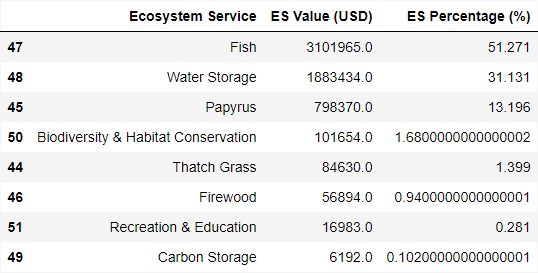 Ecosystem Service ES Value (USD) ES Percentage (%)
47 Fish 3101965.0 51.271
48 Water Storage 1883434.0 31.131
45 Papyrus 798370.0 13.196
50 Biodiversity & Habitat Conservation 101654.0 1.6800000000000002
44 Thatch Grass 84630.0 1.399
46 Firewood 56894.0 0.9400000000000001
51 Recreation & Education 16983.0 0.281
49 Carbon Storage 6192.0 0.10200000000000001